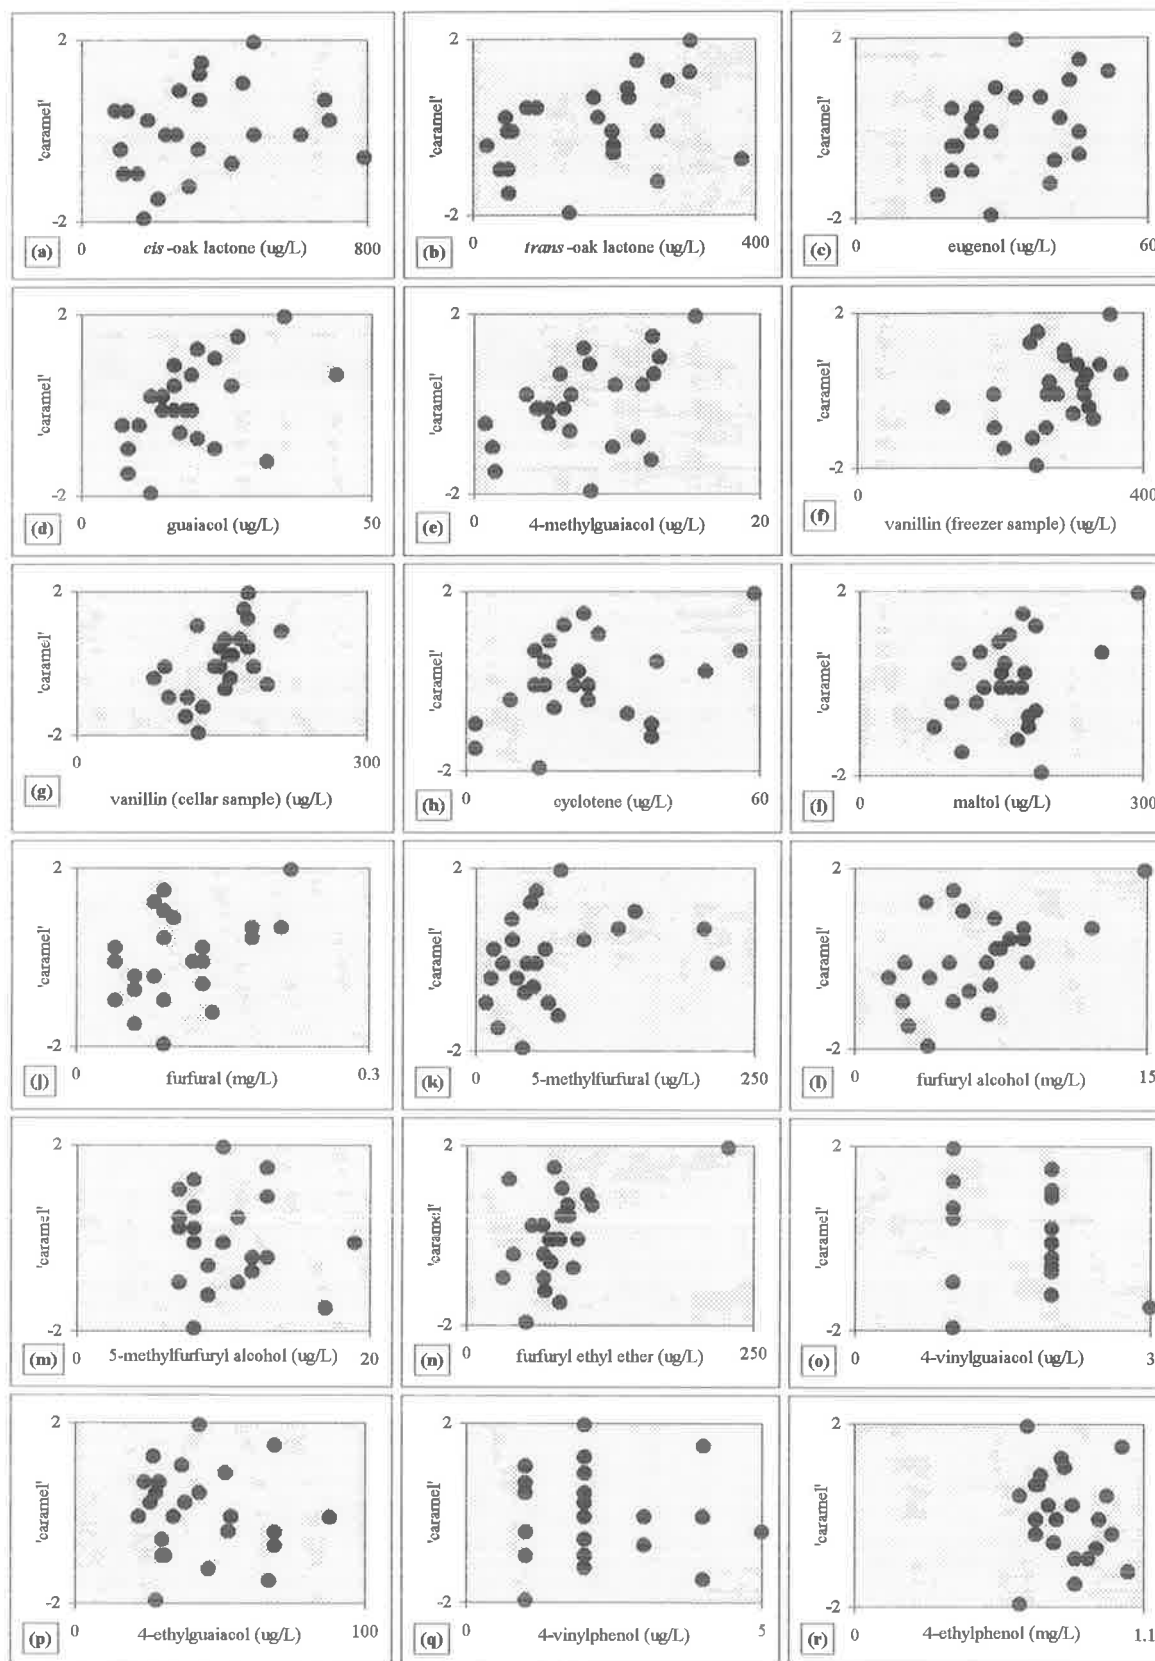 2 2 2
'caramel' 'caramel' 'caramel'
-2 -2 -2
0 800 0 400 0 60
(a) cis-oak lactone (ug/L) (b) trans-oak lactone (ug/L) (c) eugenol (ug/L)
2 2 2
'caramel' 'caramel' 'caramel'
-2 -2 -2
0 50 0 20 0 400
(d) guaiacol (ug/L) (e) 4-methylguaiacol (ug/L) (f) vanillin (freezer sample) (ug/L)
2 2 2
'caramel' 'caramel' 'caramel'
-2 -2 -2
0 300 0 60 0 300
(g) vanillin (cellar sample) (ug/L) (h) cyclotene (ug/L) (i) maltol (ug/L)
2 2 2
'caramel' 'caramel' 'caramel'
-2 -2 -2
0 0.3 0 250 0 15
(j) furfural (mg/L) (k) 5-methylfurfural (ug/L) (l) furfuryl alcohol (mg/L)
2 2 2
'caramel' 'caramel' 'caramel'
-2 -2 -2
0 20 0 250 0 3
(m) 5-methylfurfuryl alcohol (ug/L) (n) furfuryl ethyl ether (ug/L) (o) 4-vinylguaiacol (ug/L)
2 2 2
'caramel' 'caramel' 'caramel'
-2 -2 -2
0 100 0 5 0 1.1
(p) 4-ethylguaiacol (ug/L) (q) 4-vinylphenol (ug/L) (r) 4-ethylphenol (mg/L)